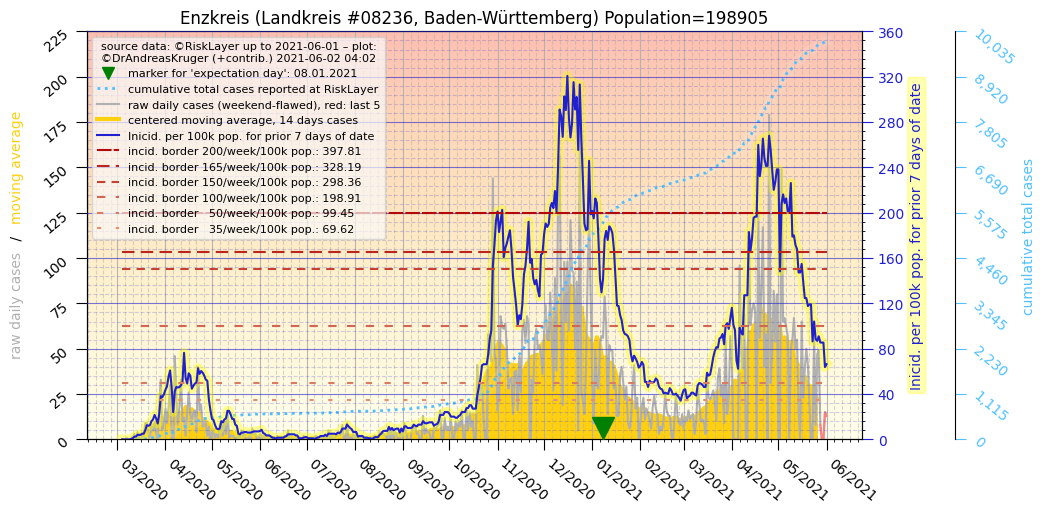 Enzkreis (Landkreis #08236, Baden-Württemberg) Population=198905
source data: ©RiskLayer up to 2021-06-01 – plot:
©DrAndreasKruger (+contrib.) 2021-06-02 04:02
marker for 'expectation day': 08.01.2021
cumulative total cases reported at RiskLayer
raw daily cases (weekend-flawed), red: last 5
centered moving average, 14 days cases
Inicid. per 100k pop. for prior 7 days of date
incid. border 200/week/100k pop.: 397.81
incid. border 165/week/100k pop.: 328.19
incid. border 150/week/100k pop.: 298.36
incid. border 100/week/100k pop.: 198.91
incid. border   50/week/100k pop.: 99.45
incid. border   35/week/100k pop.: 69.62
raw daily cases / moving average
225
200
175
150
125
100
75
50
25
0
03/2020
04/2020
05/2020
06/2020
07/2020
08/2020
09/2020
10/2020
11/2020
12/2020
01/2021
02/2021
03/2021
04/2021
05/2021
06/2021
360
320
280
240
200
160
120
80
40
0
Inicid. per 100k pop. for prior 7 days of date
10,035
8,920
7,805
6,690
5,575
4,460
3,345
2,230
1,115
0
cumulative total cases